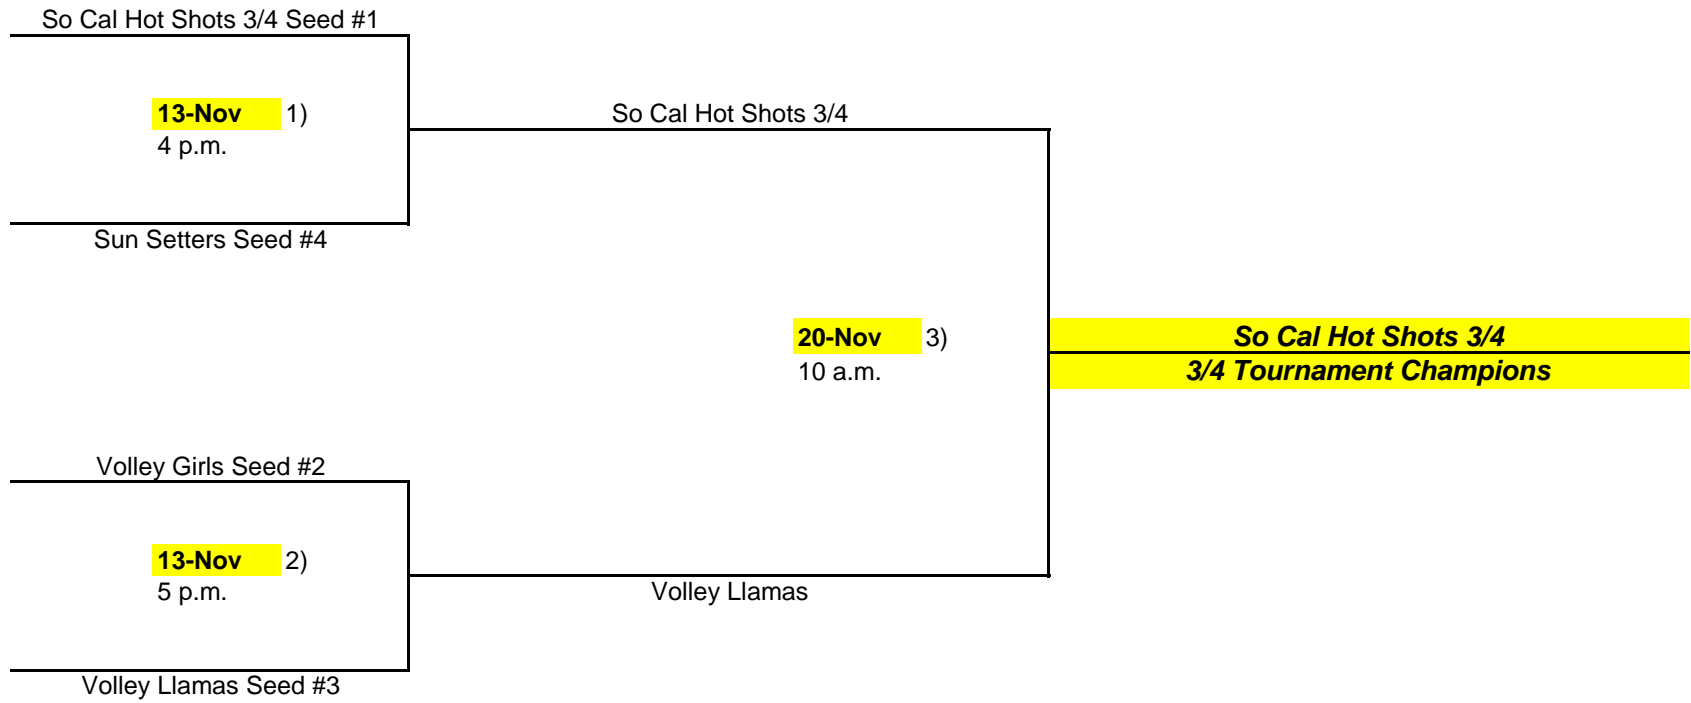 So Cal Hot Shots 3/4 Seed #1
13-Nov 1)
4 p.m.
So Cal Hot Shots 3/4
Sun Setters Seed #4
20-Nov 3)
10 a.m.
So Cal Hot Shots 3/4
3/4 Tournament Champions
Volley Girls Seed #2
13-Nov 2)
5 p.m.
Volley Llamas
Volley Llamas Seed #3